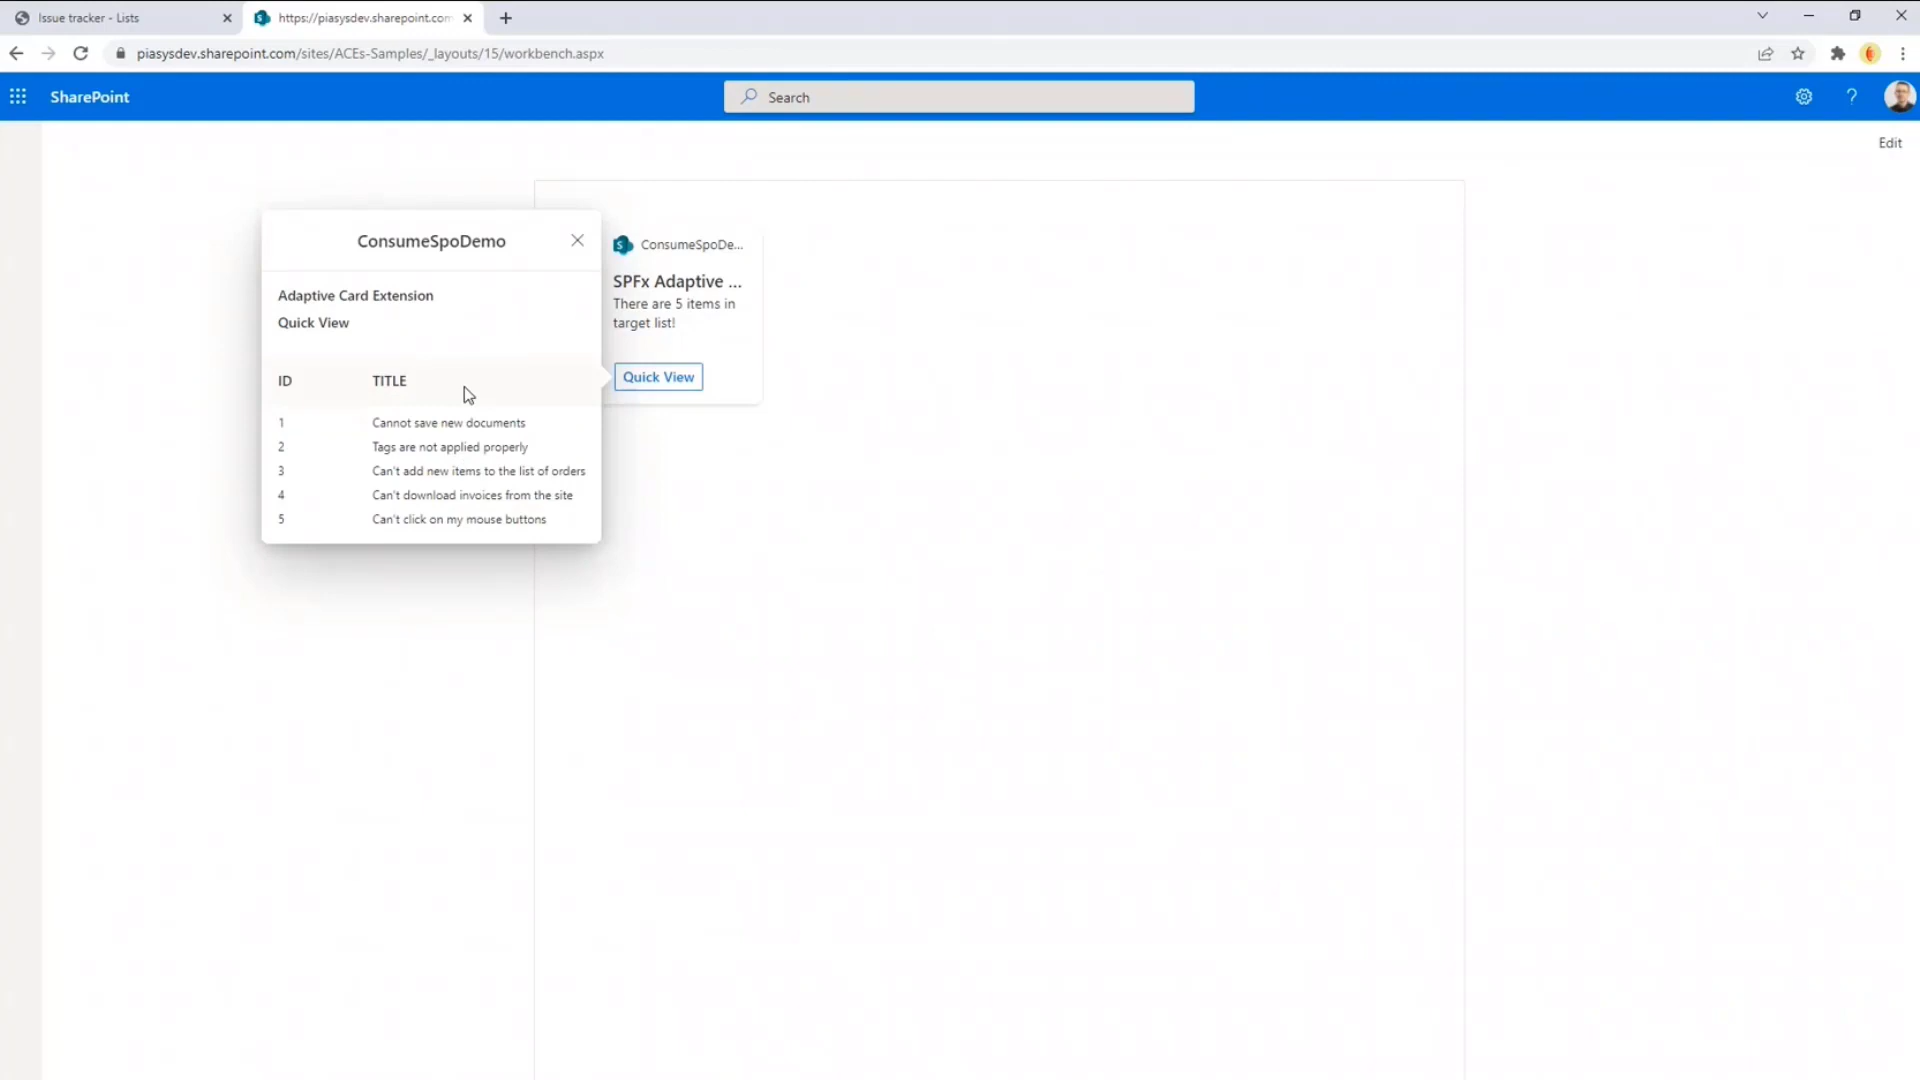 Issue tracker - Lists
https://piasysdev.sharepoint.com
piasysdev.sharepoint.com/sites/ACEs-Samples/_layouts/15/workbench.aspx
SharePoint
Search
Edit
ConsumeSpoDemo
Adaptive Card Extension
Quick View
ID TITLE
1 Cannot save new documents
2 Tags are not applied properly
3 Can't add new items to the list of orders
4 Can't download invoices from the site
5 Can't click on my mouse buttons
ConsumeSpoDe...
SPFx Adaptive ...
There are 5 items in
target list!
Quick View